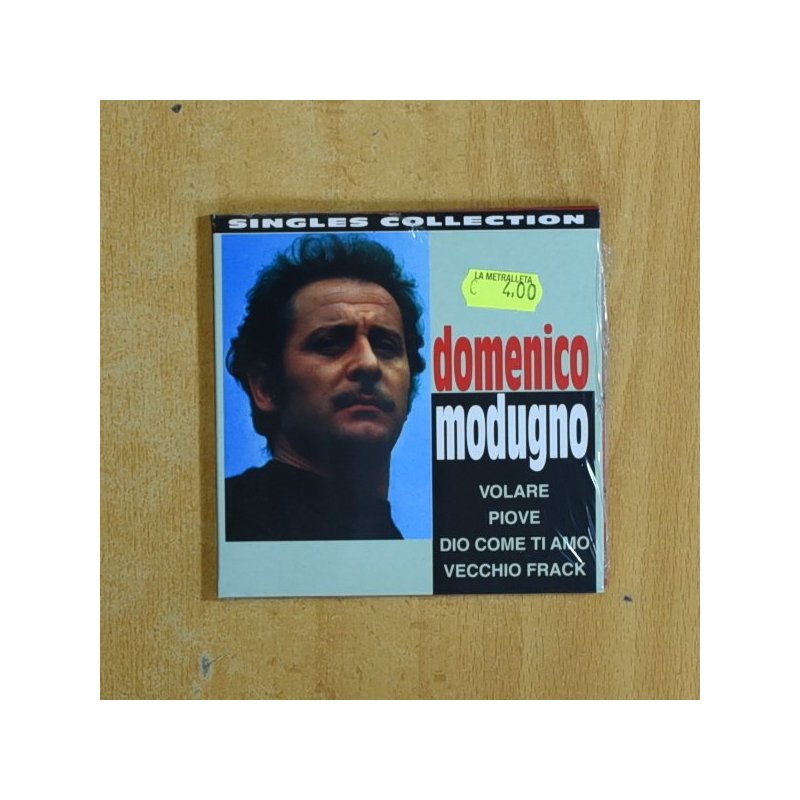 SINGLES COLLECTION
LA METRALLETA
€ 4,00
domenico
modugno
VOLARE
PIOVE
DIO COME TI AMO
VECCHIO FRACK